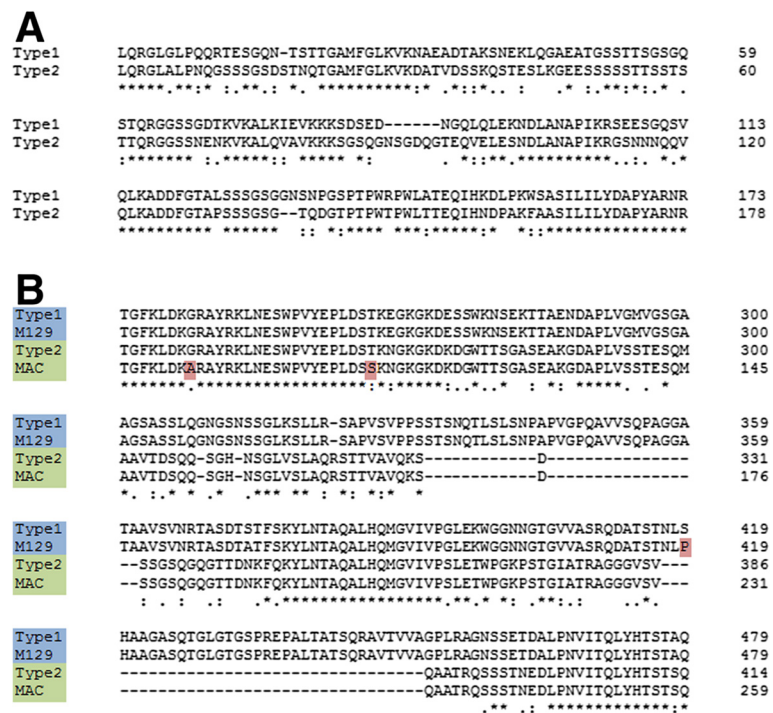 A
Type1 LQRGLGLPQQRTESGQN-TSTTGAMFGLKVKNAEADTAKSNEKLQGAEATGSSTTSGSGQ 59
Type2 LQRGLALPNQGSSSGSDSTNQTGAMFGLKVKDATVDSSKQSTESLKGEESSSSSTTSSTS 60
*****.**:* :.**.:* ***********:* .*::*.. : .* *:.**** * .
Type1 STQRGGSSGDTKVKALKIEVKKKSDSED------NGQLQLEKNDLANAPIKRSEESGQSV 113
Type2 TTQRGGSSNENKVKALQVAVKKKSGSQGNSGDQGTEQVELESNDLANAPIKRGSNNNQQV 120
:*******.:.*****:: *****.*:. . *::**.**********..:..*.*
Type1 QLKADDFGTALSSSGSGGNSNPGSPTPWRPWLATEQIHKDLPKWSASILILYDAPYARNR 173
Type2 QLKADDFGTAPSSSGSG--TQDGTPTPWTPWLTTEQIHNDPAKFAASILILYDAPYARNR 178
********** ****** :: *:**** ***:*****:* *::***************
B
Type1 TGFKLDKGRAYRKLNESWPVYEPLDSTKEGKGKDESSWKNSEKTTAENDAPLVGMVGSGA 300
M129 TGFKLDKGRAYRKLNESWPVYEPLDSTKEGKGKDESSWKNSEKTTAENDAPLVGMVGSGA 300
Type2 TGFKLDKGRAYRKLNESWPVYEPLDSTKNGKGKDKDGWTTSGASEAKGDAPLVSSTESQM 300
MAC TGFKLDKARAYRKLNESWPVYEPLDSSKNGKGKDKDGWTTSGASEAKGDAPLVSSTESQM 145
*******.******************:*:*****:..*..* : *:.*****. . *
Type1 AGSASSLQGNGSNSSGLKSLLR-SAPVSVPPSSTSNQTLSLSNPAPVGPQAVVSQPAGGA 359
M129 AGSASSLQGNGSNSSGLKSLLR-SAPVSVPPSSTSNQTLSLSNPAPVGPQAVVSQPAGGA 359
Type2 AAVTDSQQ-SGH-NSGLVSLAQRSTTVAVQKS------------D--------------- 331
MAC AAVTDSQQ-SGH-NSGLVSLAQRSTTVAVQKS------------D--------------- 176
*. :.* * .* .*** ** : *: *:* *
Type1 TAAVSVNRTASDTSTFSKYLNTAQALHQMGVIVPGLEKWGGNNGTGVVASRQDATSTNLS 419
M129 TAAVSVNRTASDTATFSKYLNTAQALHQMGVIVPGLEKWGGNNGTGVVASRQDATSTNLP 419
Type2 --SSGSQGQGTTDNKFQKYLNTAQALHQMGVIVPSLETWPGKPSTGIATRAGGGVSV--- 386
MAC --SSGSQGQGTTDNKFQKYLNTAQALHQMGVIVPSLETWPGKPSTGIATRAGGGVSV--- 231
: . : .: .*.*****************.**.* *: .**:.: ..*.
Type1 HAAGASQTGLGTGSPREPALTATSQRAVTVVAGPLRAGNSSETDALPNVITQLYHTSTAQ 479
M129 HAAGASQTGLGTGSPREPALTATSQRAVTVVAGPLRAGNSSETDALPNVITQLYHTSTAQ 479
Type2 --------------------------------QAATRQSSSTNEDLPNVITQLYHTSTSQ 414
MAC --------------------------------QAATRQSSSTNEDLPNVITQLYHTSTSQ 259
.** .: *************:*